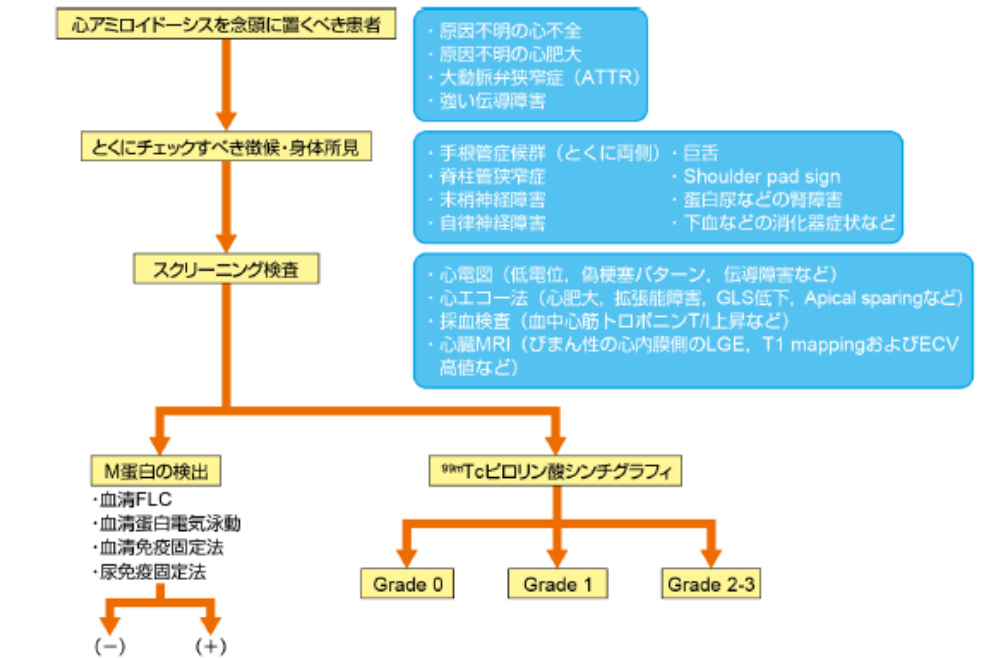 心アミロイドーシスを念頭に置くべき患者
・原因不明の心不全
・原因不明の心肥大
・大動脈弁狭窄症（ATTR）
・強い伝導障害
とくにチェックすべき徴候・身体所見
・手根管症候群（とくに両側）
・脊柱管狭窄症
・末梢神経障害
・自律神経障害
・巨舌
・Shoulder pad sign
・蛋白尿などの腎障害
・下血などの消化器症状など
スクリーニング検査
・心電図（低電位，偽梗塞パターン，伝導障害など）
・心エコー法（心肥大，拡張能障害，GLS低下，Apical sparingなど）
・採血検査（血中心筋トロポニンT/I上昇など）
・心臓MRI（びまん性の心内膜側のLGE，T1 mappingおよびECV
高値など）
M蛋白の検出
・血清FLC
・血清蛋白電気泳動
・血清免疫固定法
・尿免疫固定法
（−）
（+）
99mTcピロリン酸シンチグラフィ
Grade 0
Grade 1
Grade 2-3